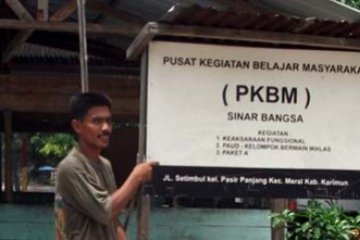 PUSAT KEGIATAN BELAJAR MASYARAKA
( PKBM )
SINAR BANGSA
KEGIATAN :
1. KEAKSARAAN FUNGSIONAL
2. PAUD - KELOMPOK BERMAIN IKHLAS
3. PAKET A
JL. Setimbul kel. Pasir Panjang Kec. Meral Kab. Karimun